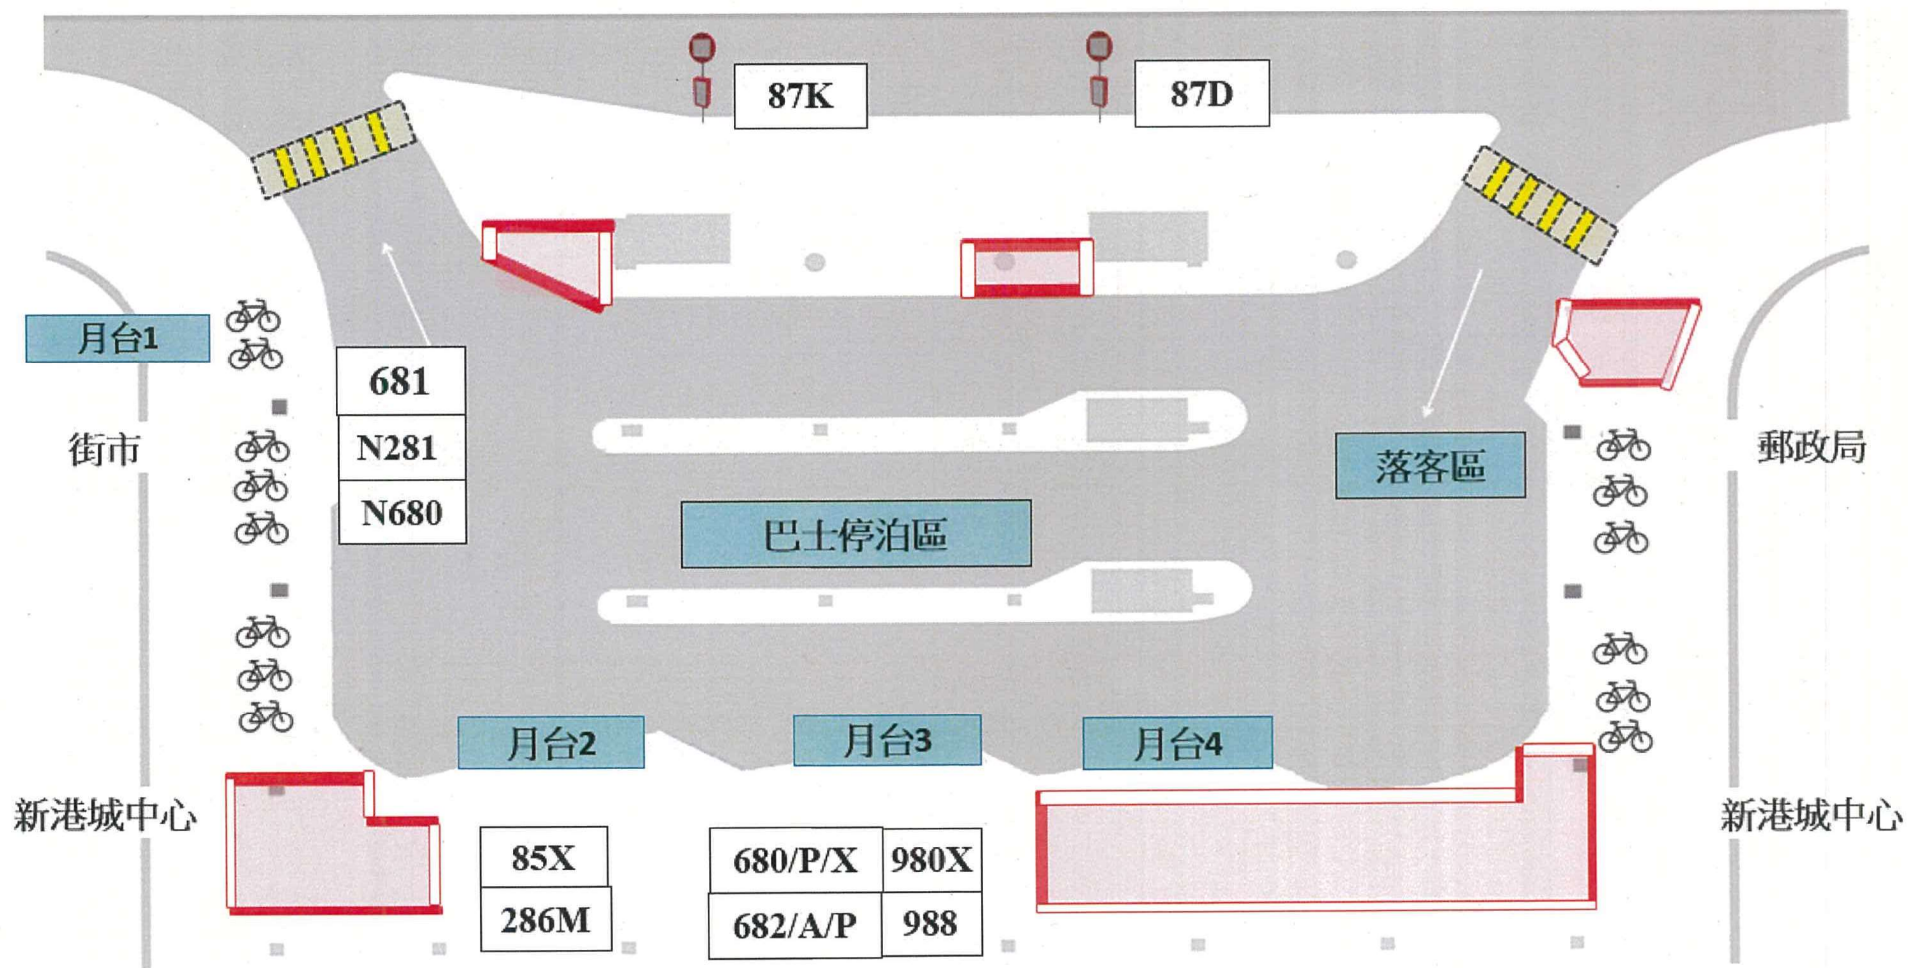 87K
87D
月台1
681
N281
N680
街市
落客區
郵政局
巴士停泊區
月台2
月台3
月台4
新港城中心
新港城中心
85X
286M
680/P/X
980X
682/A/P
988